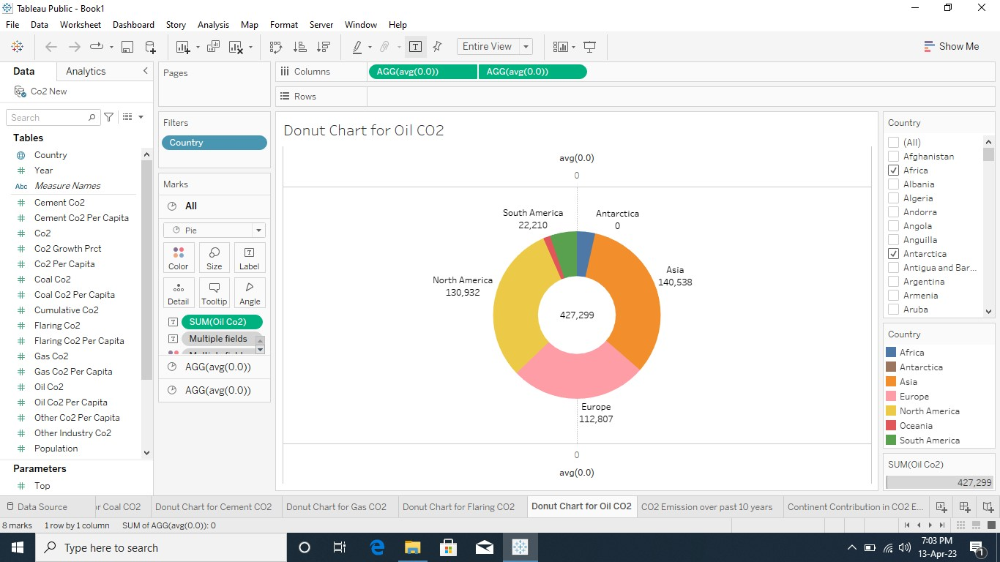 Tableau Public - Book1
File Data Worksheet Dashboard Story Analysis Map Format Server Window Help
Entire View
Show Me
Data Analytics
Co2 New
Search
Tables
Country
Year
Abc Measure Names
Cement Co2
Cement Co2 Per Capita
Co2
Co2 Growth Prct
Co2 Per Capita
Coal Co2
Coal Co2 Per Capita
Cumulative Co2
Flaring Co2
Flaring Co2 Per Capita
Gas Co2
Gas Co2 Per Capita
Oil Co2
Oil Co2 Per Capita
Other Co2 Per Capita
Other Industry Co2
Population
Parameters
Top
Pages
Filters
Country
Marks
All
Pie
Color Size Label
Detail Tooltip Angle
SUM(Oil Co2)
Multiple fields
AGG(avg(0.0))
AGG(avg(0.0))
Columns AGG(avg(0.0)) AGG(avg(0.0))
Rows
Donut Chart for Oil CO2
avg(0.0)
0
South America
22,210
Antarctica
0
Asia
140,538
North America
130,932
427,299
Europe
112,807
0
avg(0.0)
Country
(All)
Afghanistan
Africa
Albania
Algeria
Andorra
Angola
Anguilla
Antarctica
Antigua and Bar...
Argentina
Armenia
Aruba
Country
Africa
Antarctica
Asia
Europe
North America
Oceania
South America
SUM(Oil Co2)
427,299
Data Source r Coal CO2 Donut Chart for Cement CO2 Donut Chart for Gas CO2 Donut Chart for Flaring CO2 Donut Chart for Oil CO2 CO2 Emission over past 10 years Continent Contribution in CO2 E...
8 marks 1 row by 1 column SUM of AGG(avg(0.0)): 0
Type here to search
7:03 PM
13-Apr-23
1